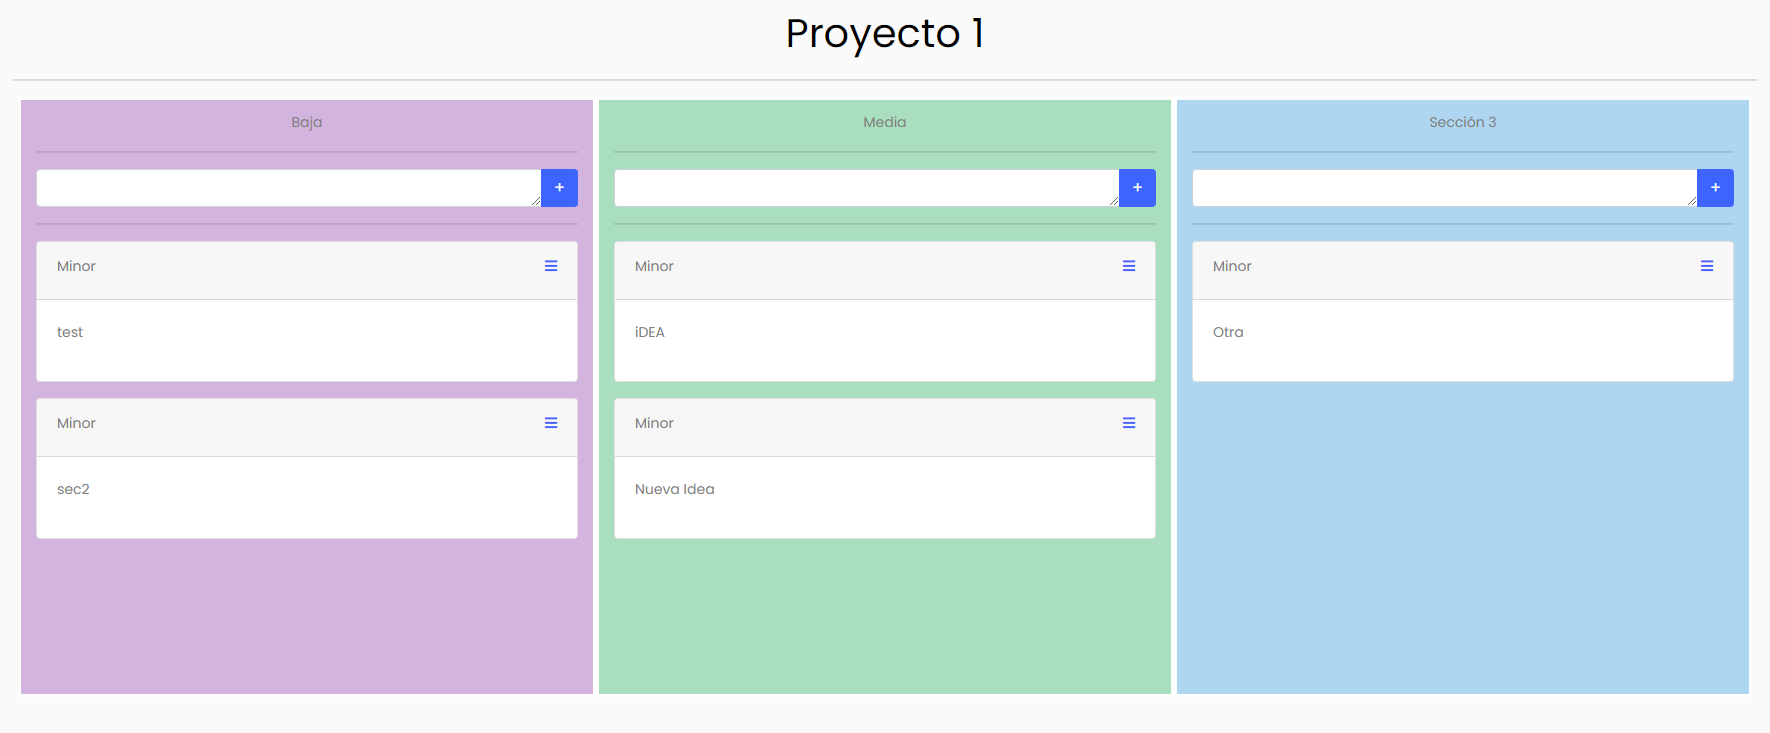 Proyecto 1
Baja
+
Minor
test
Minor
sec2
Media
+
Minor
iDEA
Minor
Nueva Idea
Sección 3
+
Minor
Otra